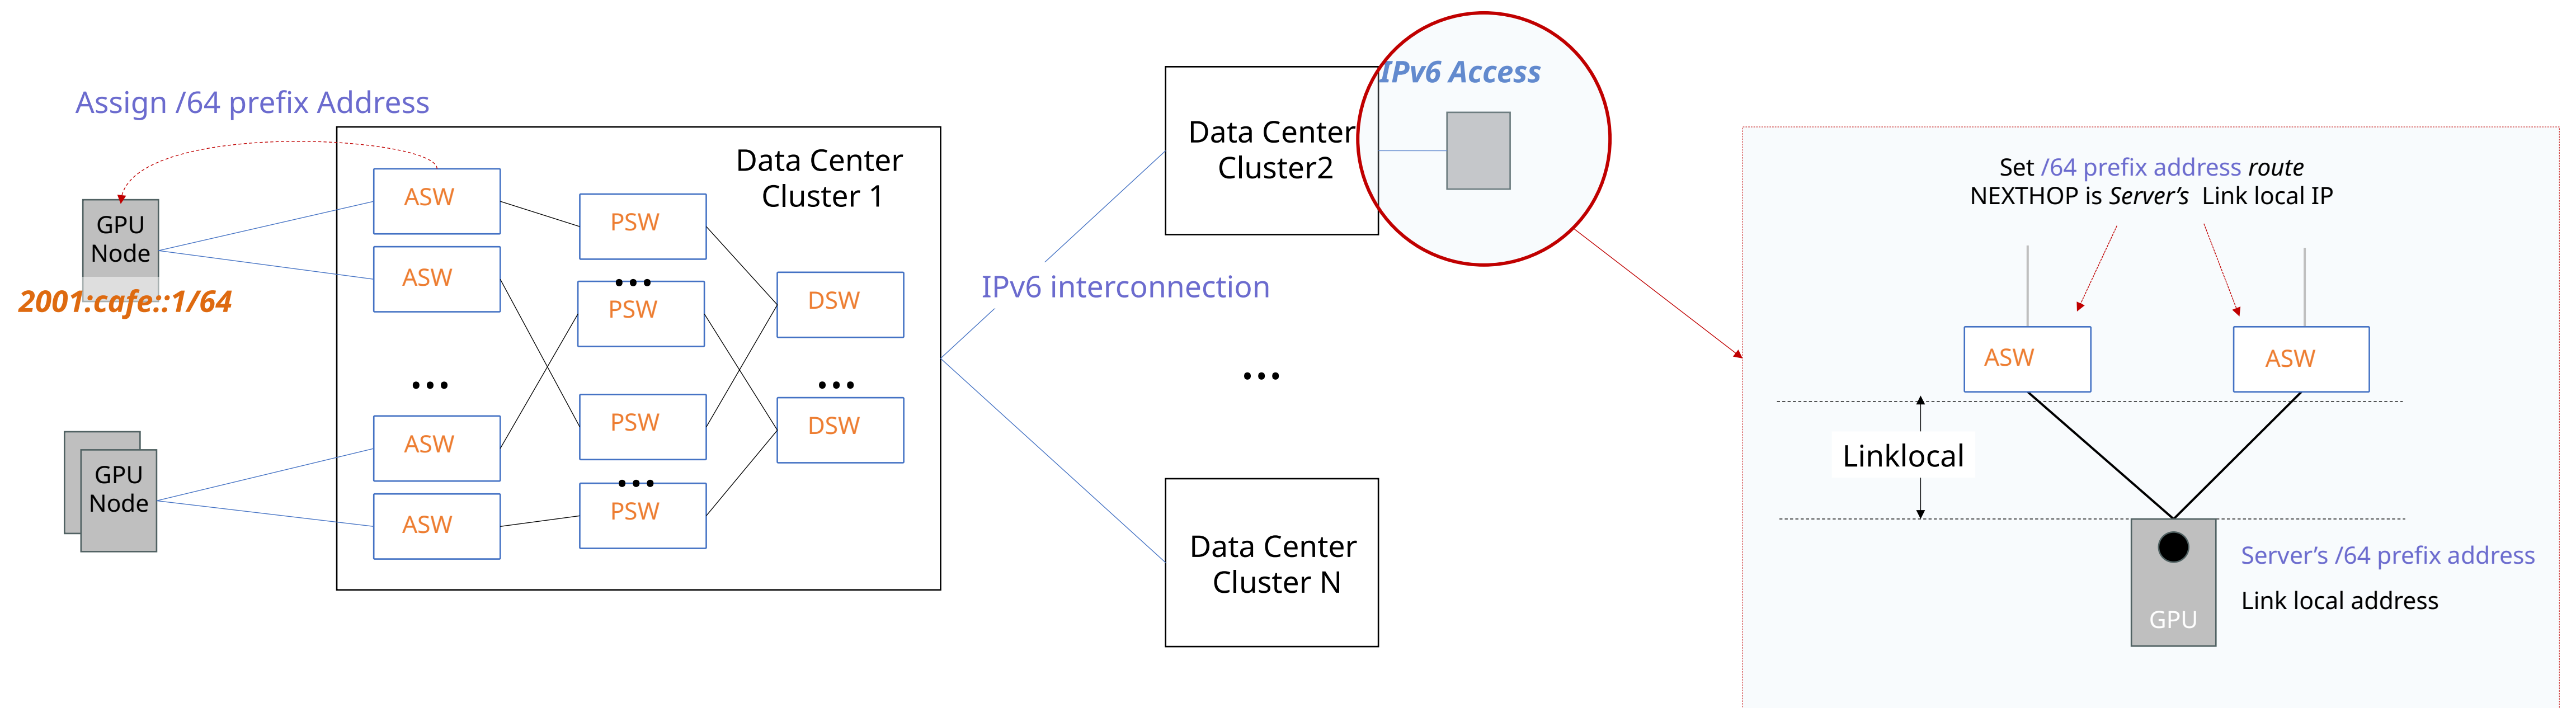 Assign /64 prefix Address
GPU
Node
2001:cafe::1/64
GPU
Node
Data Center
Cluster 1
ASW
ASW
...
ASW
ASW
PSW
...
PSW
PSW
...
PSW
DSW
...
DSW
IPv6 interconnection
Data Center
Cluster2
IPv6 Access
...
Data Center
Cluster N
Set /64 prefix address route
NEXTHOP is Server’s Link local IP
ASW
ASW
Linklocal
Server’s /64 prefix address
Link local address
GPU